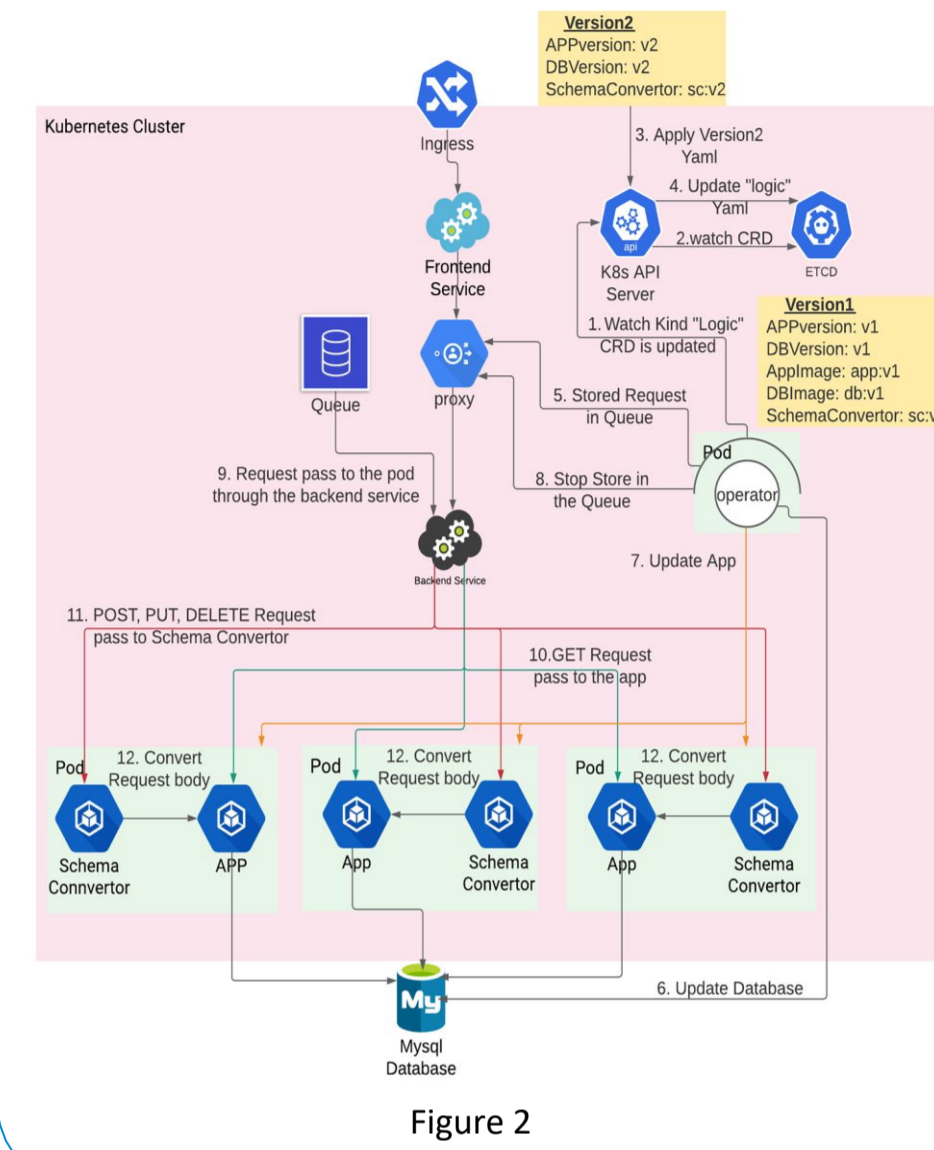 Version2
APPversion: v2
DBVersion: v2
SchemaConvertor: sc:v2
Kubernetes Cluster
Ingress
3. Apply Version2
Yaml
4. Update "logic"
Yaml
2.watch CRD
api
K8s API
Server
ETCD
Frontend
Service
1. Watch Kind "Logic"
CRD is updated
Version1
APPversion: v1
DBVersion: v1
AppImage: app:v1
DBImage: db:v1
SchemaConvertor: sc:v
Queue
proxy
5. Stored Request
in Queue
Pod
operator
9. Request pass to the pod
through the backend service
8. Stop Store in
the Queue
Backend Service
7. Update App
11. POST, PUT, DELETE Request
pass to Schema Convertor
10.GET Request
pass to the app
Pod
12. Convert
Request body
Schema
Connvertor
APP
Pod
12. Convert
Request body
App
Schema
Convertor
Pod
12. Convert
Request body
App
Schema
Convertor
6. Update Database
My
Mysql
Database
Figure 2